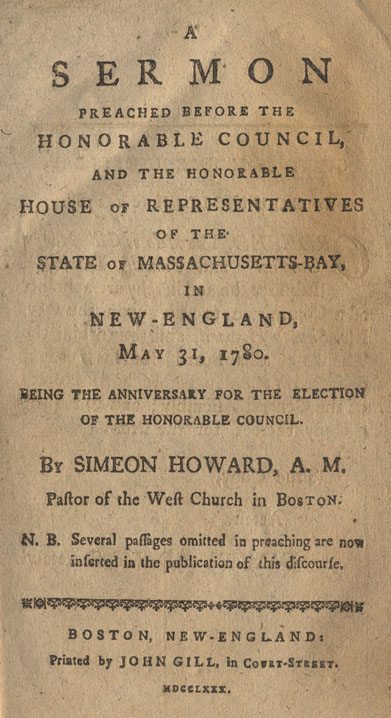 A
SERMON
PREACHED BEFORE THE
HONORABLE COUNCIL,
AND THE HONORABLE
HOUSE OF REPRESENTATIVES
OF THE
STATE OF MASSACHUSETTS-BAY,
IN
NEW-ENGLAND,
MAY 31, 1780.
BEING THE ANNIVERSARY FOR THE ELECTION
OF THE HONORABLE COUNCIL.
BY SIMEON HOWARD, A. M.
Paſtor of the Weſt Church in BOSTON.
N. B. Several paſſages omitted in preaching are now
inſerted in the publication of this diſcourſe.
BOSTON, NEW-ENGLAND:
Printed by JOHN GILL, in COURT-STREET.
MDCCLXXX.